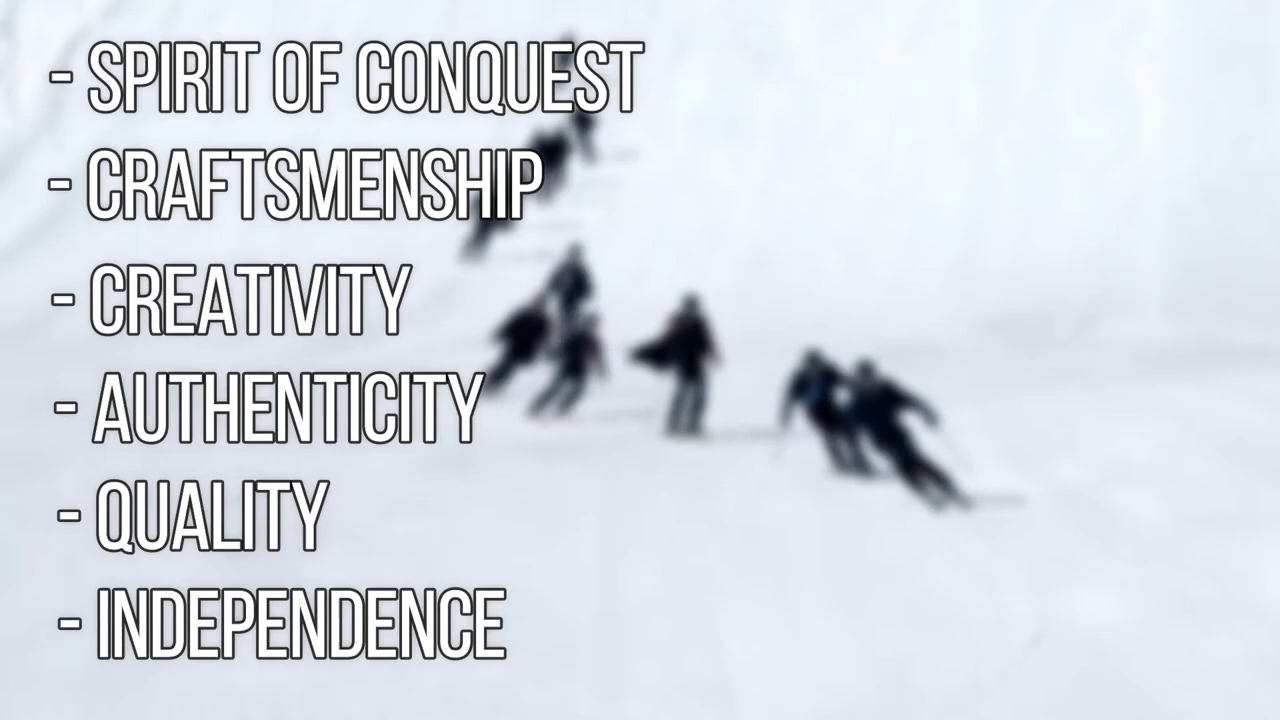 - SPIRIT OF CONQUEST
- CRAFTSMENSHIP
- CREATIVITY
- AUTHENTICITY
- QUALITY
- INDEPENDENCE